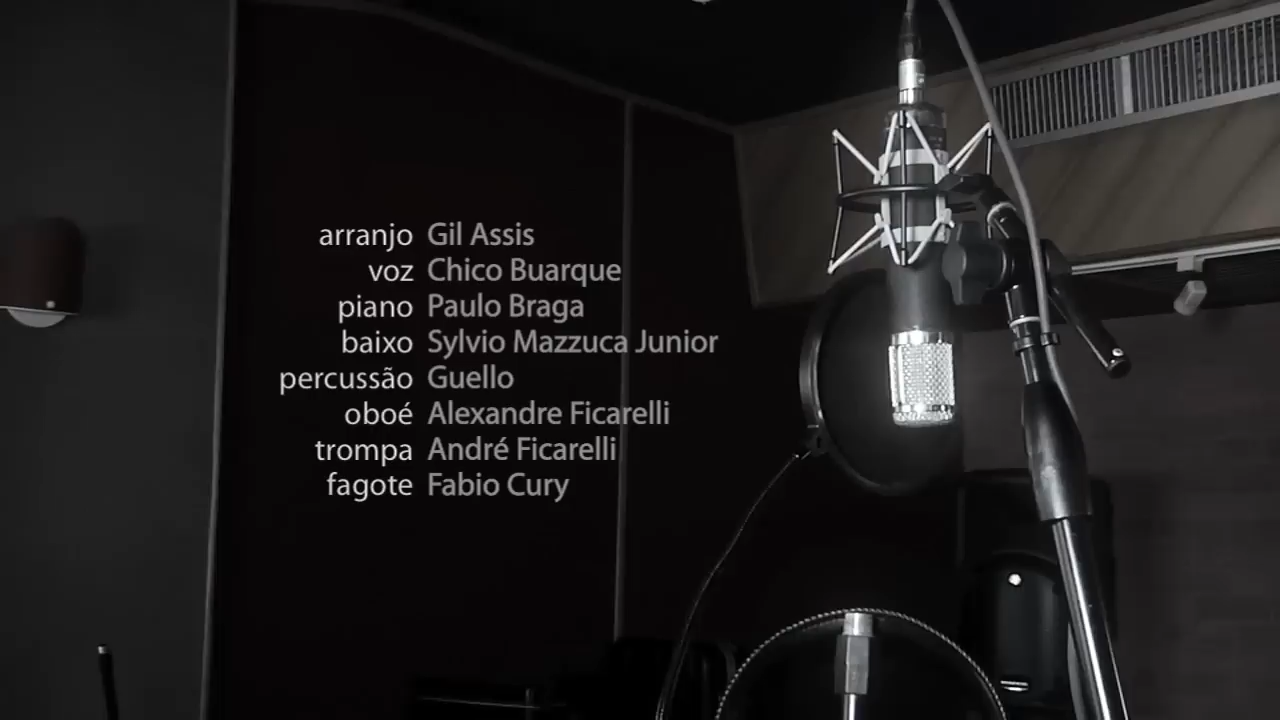 arranjo Gil Assis
voz Chico Buarque
piano Paulo Braga
baixo Sylvio Mazzuca Junior
percussão Guello
oboé Alexandre Ficarelli
trompa André Ficarelli
fagote Fabio Cury